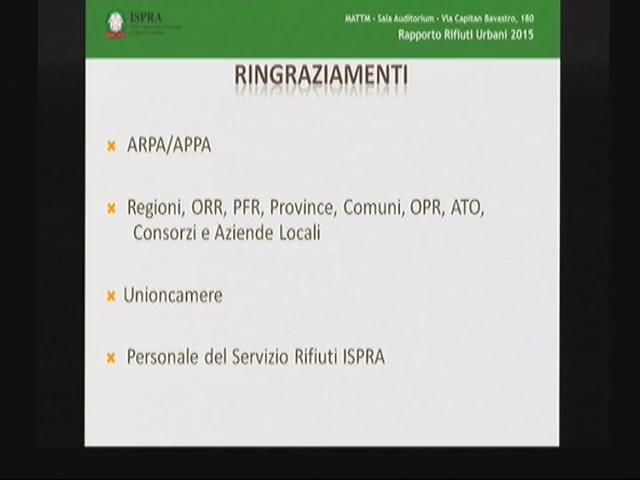 ISPRA
MATTM - Sala Auditorium - Via Capitan Bavastro, 180
Rapporto Rifiuti Urbani 2015
RINGRAZIAMENTI
× ARPA/APPA
× Regioni, ORR, PFR, Province, Comuni, OPR, ATO,
Consorzi e Aziende Locali
× Unioncamere
× Personale del Servizio Rifiuti ISPRA